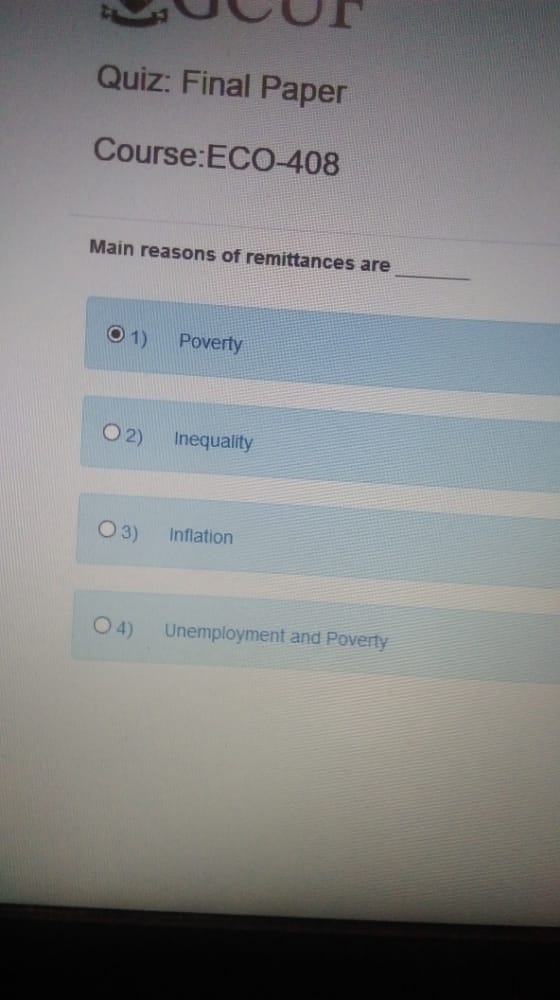 GCUF
Quiz: Final Paper
Course:ECO-408
Main reasons of remittances are ________
1) Poverty
2) Inequality
3) Inflation
4) Unemployment and Poverty